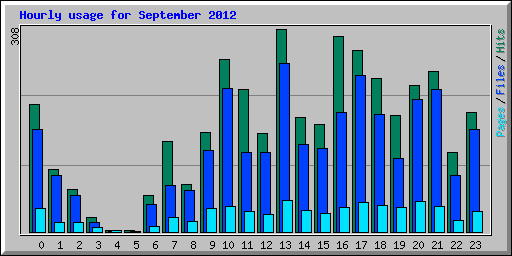 Hourly usage for September 2012
308
Pages/Files/Hits
0 1 2 3 4 5 6 7 8 9 10 11 12 13 14 15 16 17 18 19 20 21 22 23